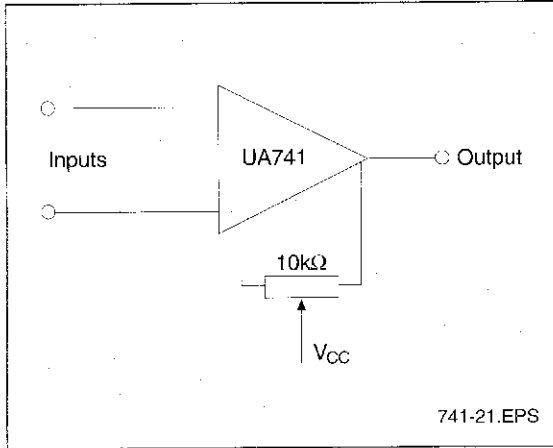 Inputs
UA741
Output
10kΩ
VCC
741-21.EPS